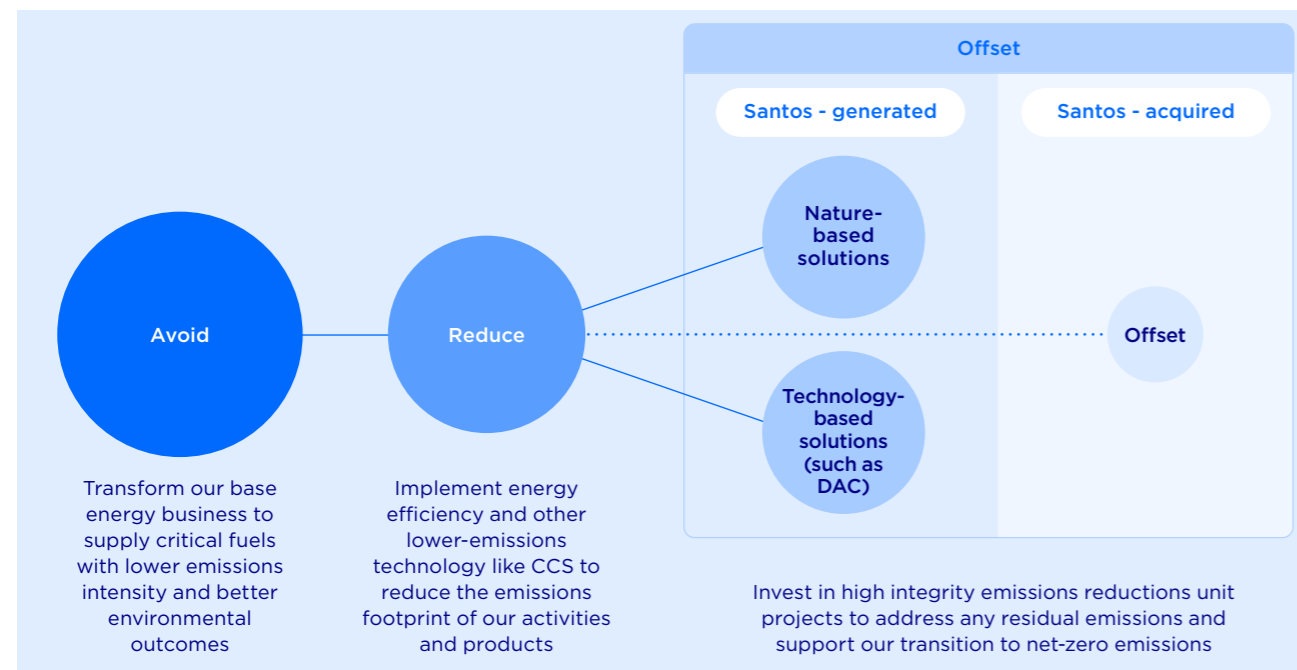 Offset
Santos - generated
Santos - acquired
Nature-
based
solutions
Avoid
Reduce
Offset
Technology-
based
solutions
(such as
DAC)
Transform our base
energy business to
supply critical fuels
with lower emissions
intensity and better
environmental
outcomes
Implement energy
efficiency and other
lower-emissions
technology like CCS to
reduce the emissions
footprint of our activities
and products
Invest in high integrity emissions reductions unit
projects to address any residual emissions and
support our transition to net-zero emissions